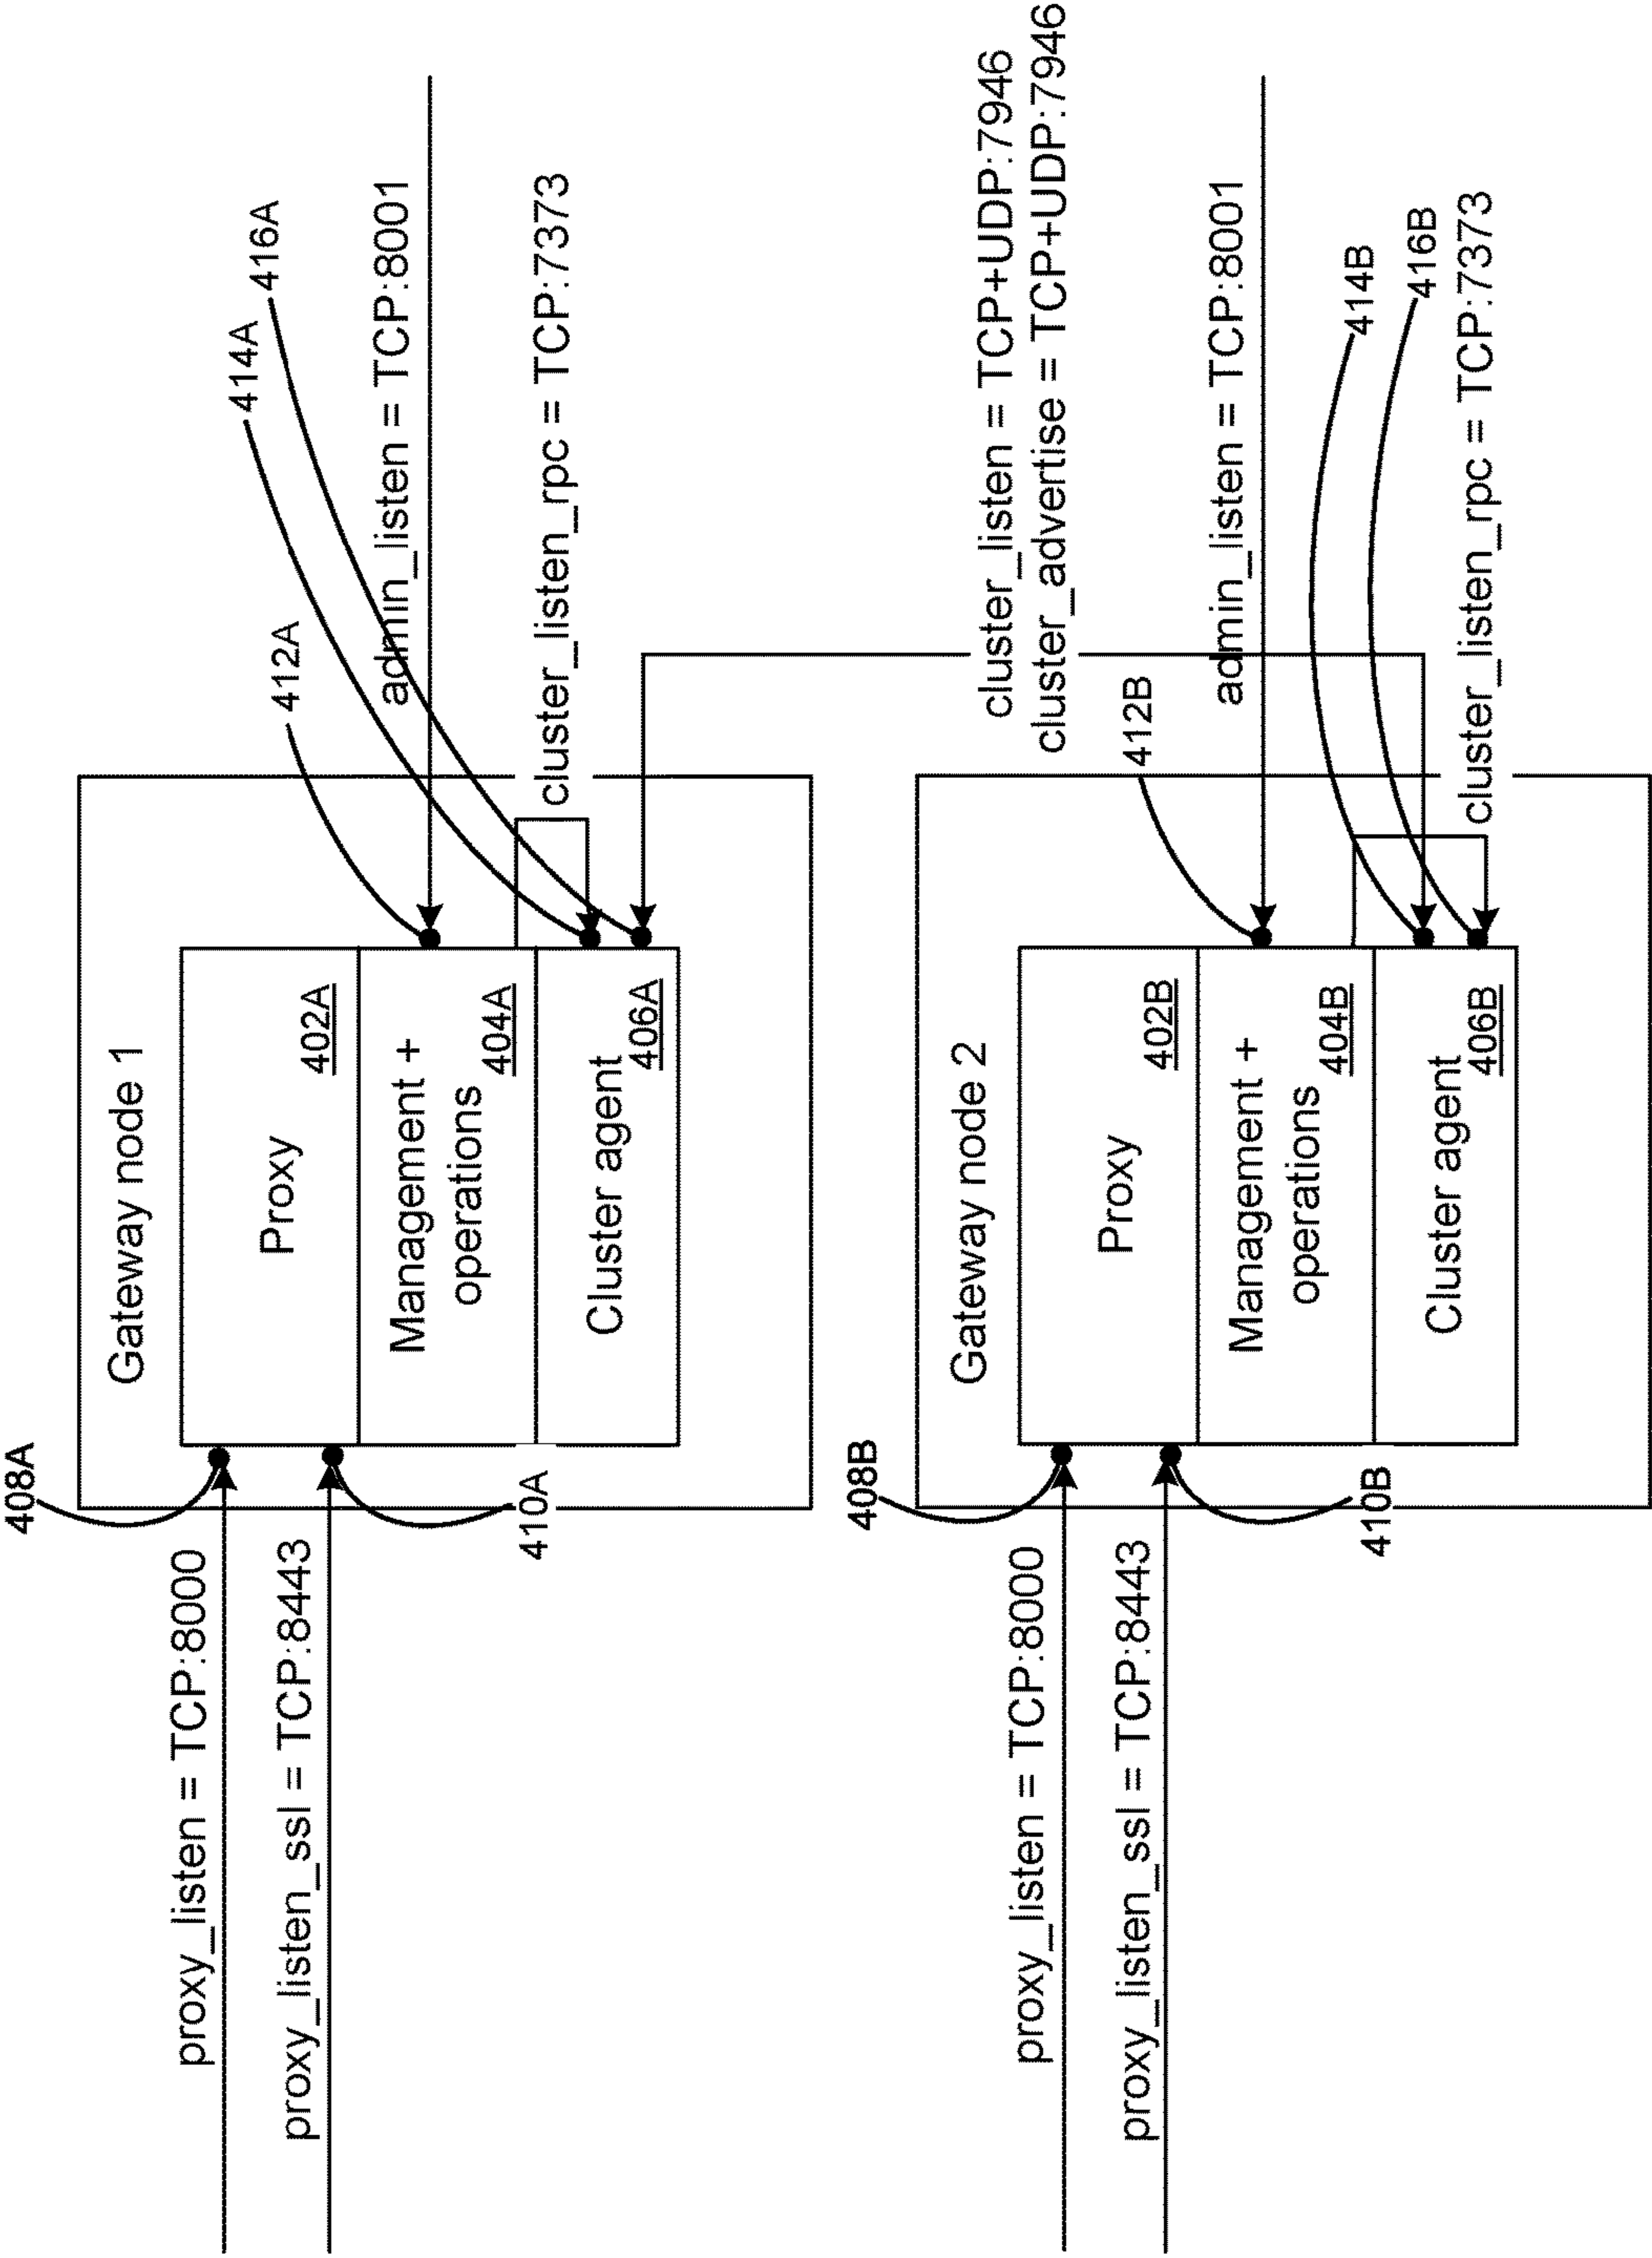 408A
proxy_listen = TCP:8000
proxy_listen_ssl = TCP:8443
410A
Gateway node 1
Proxy
402A
Management +
operations
404A
Cluster agent
406A
412A
414A
416A
admin_listen = TCP:8001
cluster_listen_rpc = TCP:7373
cluster_listen = TCP+UDP:7946
cluster_advertise = TCP+UDP:7946
408B
proxy_listen = TCP:8000
proxy_listen_ssl = TCP:8443
410B
Gateway node 2
Proxy
402B
Management +
operations
404B
Cluster agent
406B
412B
admin_listen = TCP:8001
414B
416B
cluster_listen_rpc = TCP:7373